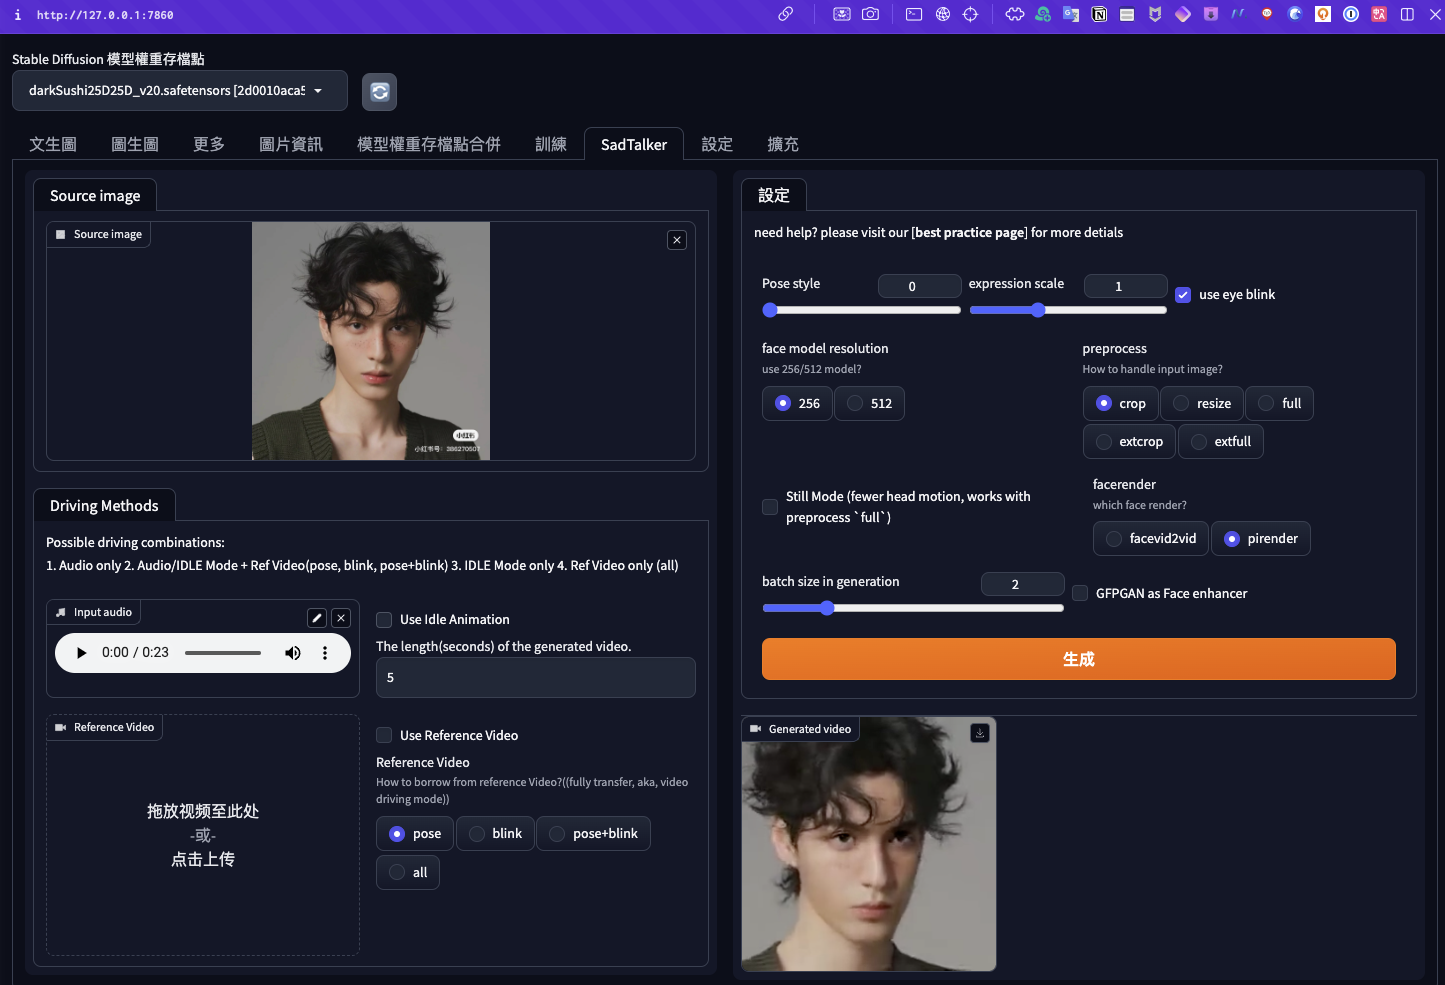 http://127.0.0.1:7860
Stable Diffusion 模型權重存檔點
darkSushi25D25D_v20.safetensors [2d0010aca5
文生圖 圖生圖 更多 圖片資訊 模型權重存檔點合併 訓練 SadTalker 設定 擴充
Source image
Source image
小红书
小红书号: 386270507
Driving Methods
Possible driving combinations:
1. Audio only 2. Audio/IDLE Mode + Ref Video(pose, blink, pose+blink) 3. IDLE Mode only 4. Ref Video only (all)
Input audio
0:00 / 0:23
Use Idle Animation
The length(seconds) of the generated video.
5
Reference Video
拖放视频至此处
-或-
点击上传
Use Reference Video
Reference Video
How to borrow from reference Video?((fully transfer, aka, video
driving mode))
pose blink pose+blink
all
設定
need help? please visit our [best practice page] for more detials
Pose style 0 expression scale 1 use eye blink
face model resolution
use 256/512 model?
256 512
preprocess
How to handle input image?
crop resize full
extcrop extfull
Still Mode (fewer head motion, works with
preprocess `full`)
facerender
which face render?
facevid2vid pirender
batch size in generation 2
GFPGAN as Face enhancer
生成
Generated video